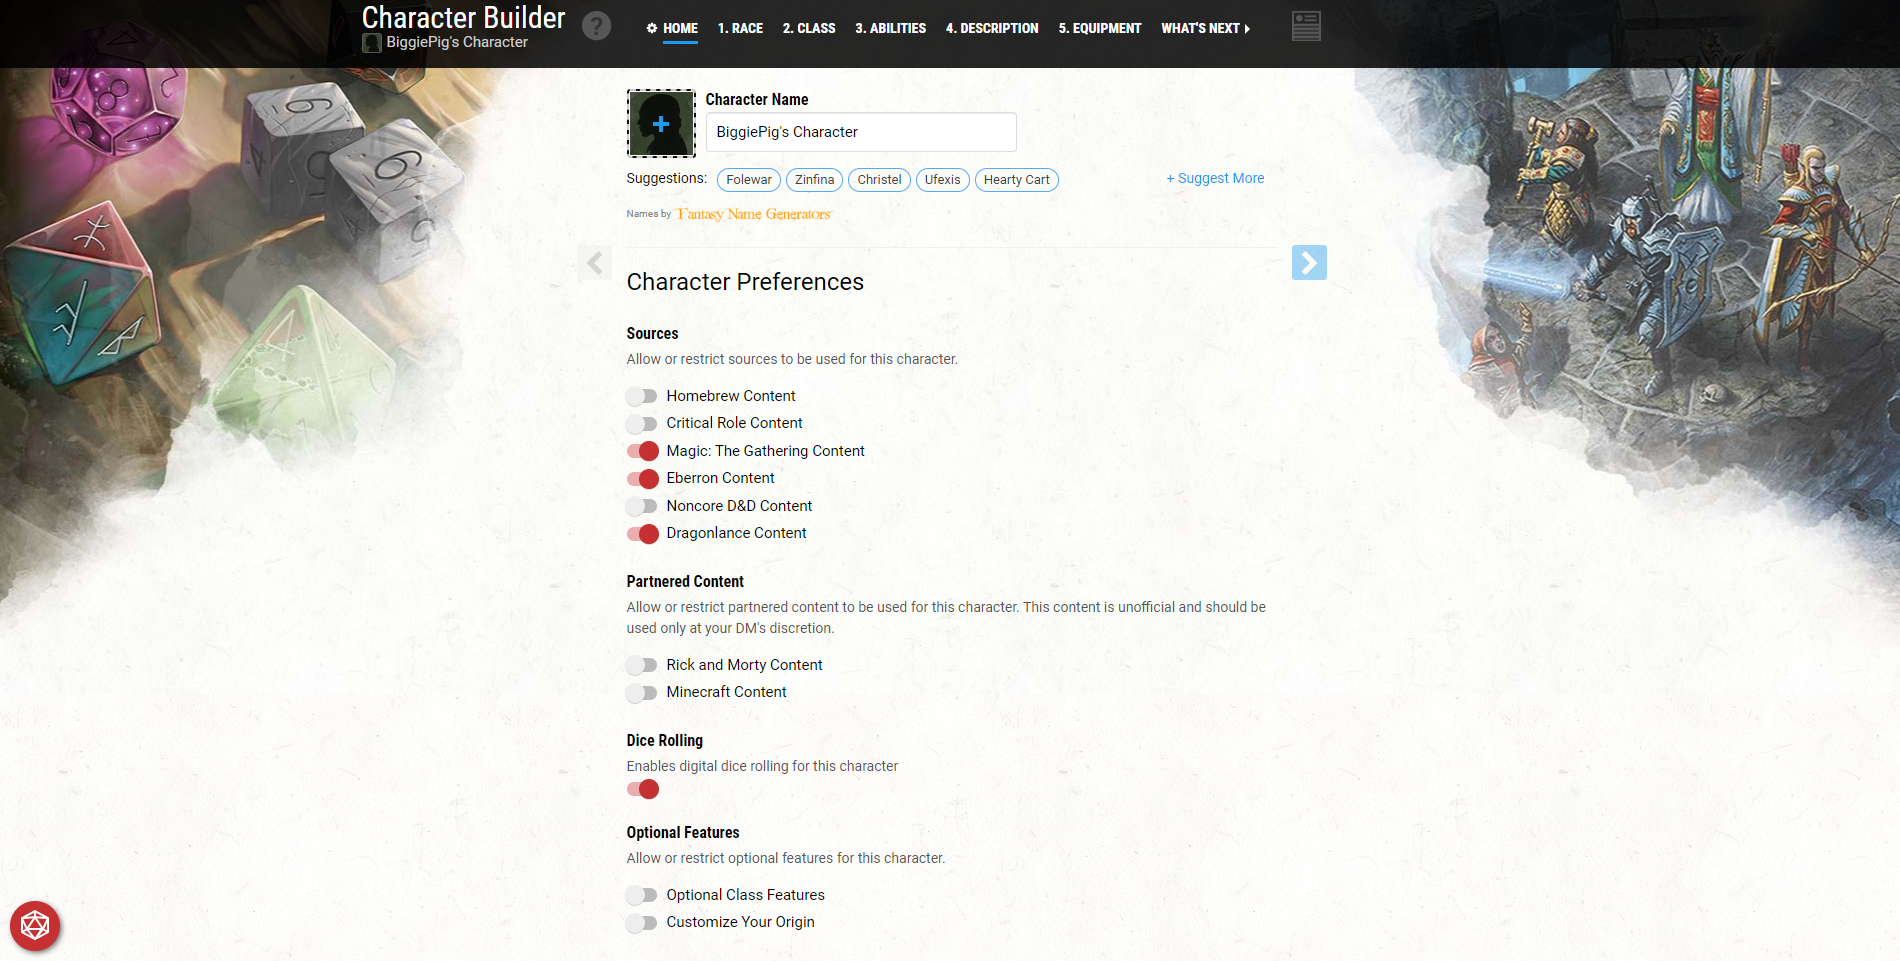 Character Builder
BiggiePig's Character
?
HOME
1. RACE
2. CLASS
3. ABILITIES
4. DESCRIPTION
5. EQUIPMENT
WHAT'S NEXT
Character Name
BiggiePig's Character
Suggestions: Folewar Zinfina Christel Ufexis Hearty Cart + Suggest More
Names by Fantasy Name Generators
Character Preferences
Sources
Allow or restrict sources to be used for this character.
Homebrew Content
Critical Role Content
Magic: The Gathering Content
Eberron Content
Noncore D&D Content
Dragonlance Content
Partnered Content
Allow or restrict partnered content to be used for this character. This content is unofficial and should be
used only at your DM's discretion.
Rick and Morty Content
Minecraft Content
Dice Rolling
Enables digital dice rolling for this character
Optional Features
Allow or restrict optional features for this character.
Optional Class Features
Customize Your Origin